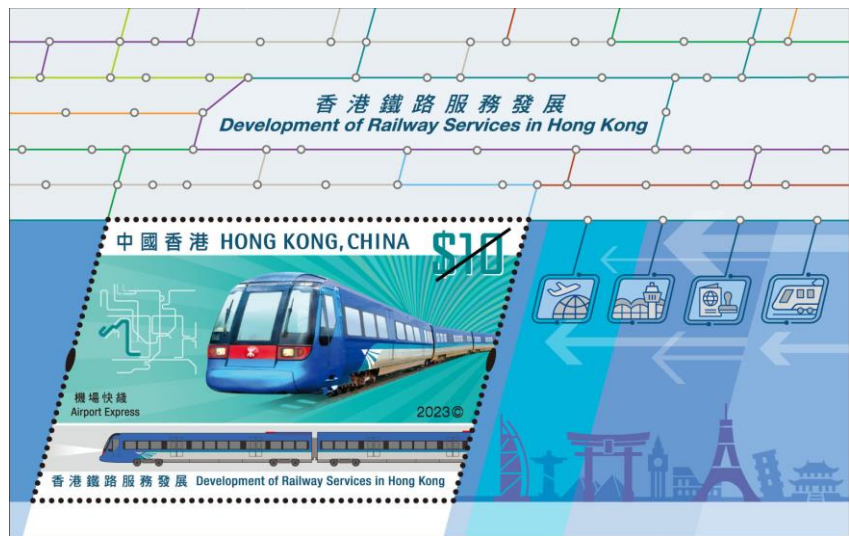 香港鐵路服務發展
Development of Railway Services in Hong Kong
中國香港 HONG KONG, CHINA $10
機場快綫
Airport Express
2023©
香港鐵路服務發展 Development of Railway Services in Hong Kong